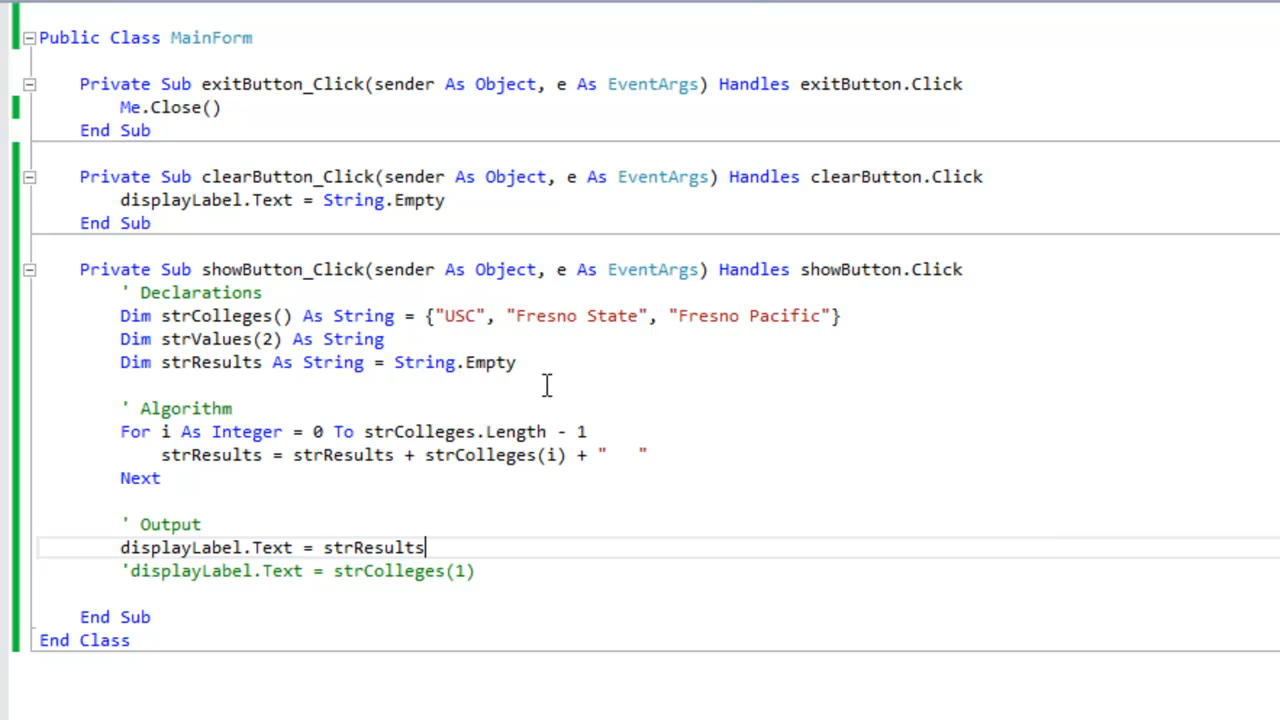 Public Class MainForm
Private Sub exitButton_Click(sender As Object, e As EventArgs) Handles exitButton.Click
Me.Close()
End Sub
Private Sub clearButton_Click(sender As Object, e As EventArgs) Handles clearButton.Click
displayLabel.Text = String.Empty
End Sub
Private Sub showButton_Click(sender As Object, e As EventArgs) Handles showButton.Click
' Declarations
Dim strColleges() As String = {"USC", "Fresno State", "Fresno Pacific"}
Dim strValues(2) As String
Dim strResults As String = String.Empty
' Algorithm
For i As Integer = 0 To strColleges.Length - 1
strResults = strResults + strColleges(i) + "   "
Next
' Output
displayLabel.Text = strResults
'displayLabel.Text = strColleges(1)
End Sub
End Class